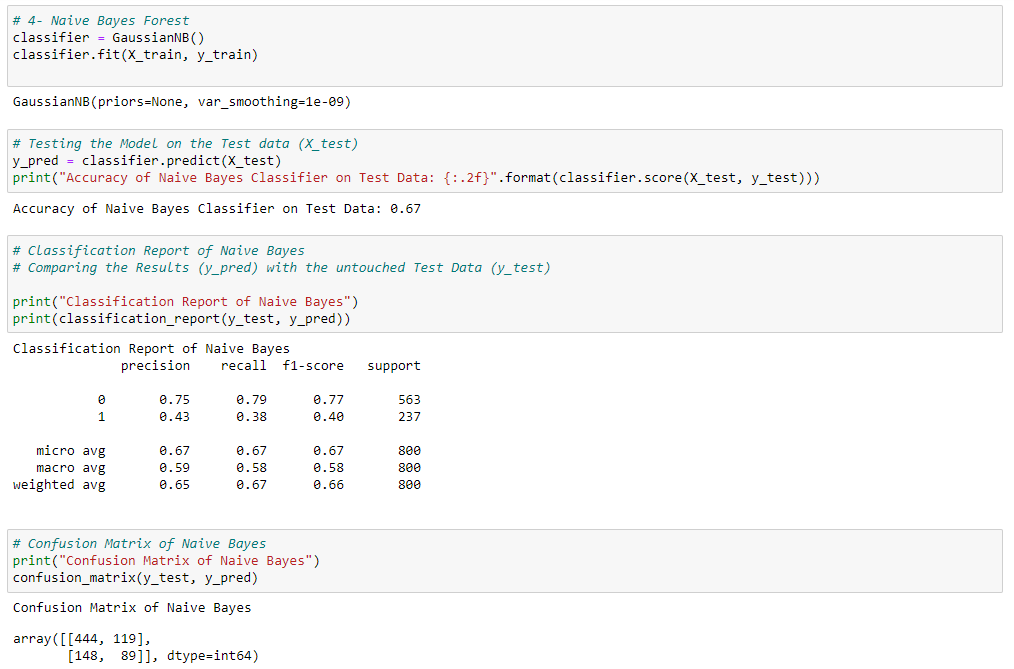 # 4- Naive Bayes Forest
classifier = GaussianNB()
classifier.fit(X_train, y_train)
GaussianNB(priors=None, var_smoothing=1e-09)
# Testing the Model on the Test data (X_test)
y_pred = classifier.predict(X_test)
print("Accuracy of Naive Bayes Classifier on Test Data: {:.2f}".format(classifier.score(X_test, y_test)))
Accuracy of Naive Bayes Classifier on Test Data: 0.67
# Classification Report of Naive Bayes
# Comparing the Results (y_pred) with the untouched Test Data (y_test)
print("Classification Report of Naive Bayes")
print(classification_report(y_test, y_pred))
Classification Report of Naive Bayes
precision    recall  f1-score   support
0       0.75      0.79      0.77       563
1       0.43      0.38      0.40       237
micro avg       0.67      0.67      0.67       800
macro avg       0.59      0.58      0.58       800
weighted avg       0.65      0.67      0.66       800
# Confusion Matrix of Naive Bayes
print("Confusion Matrix of Naive Bayes")
confusion_matrix(y_test, y_pred)
Confusion Matrix of Naive Bayes
array([[444, 119],
[148,  89]], dtype=int64)